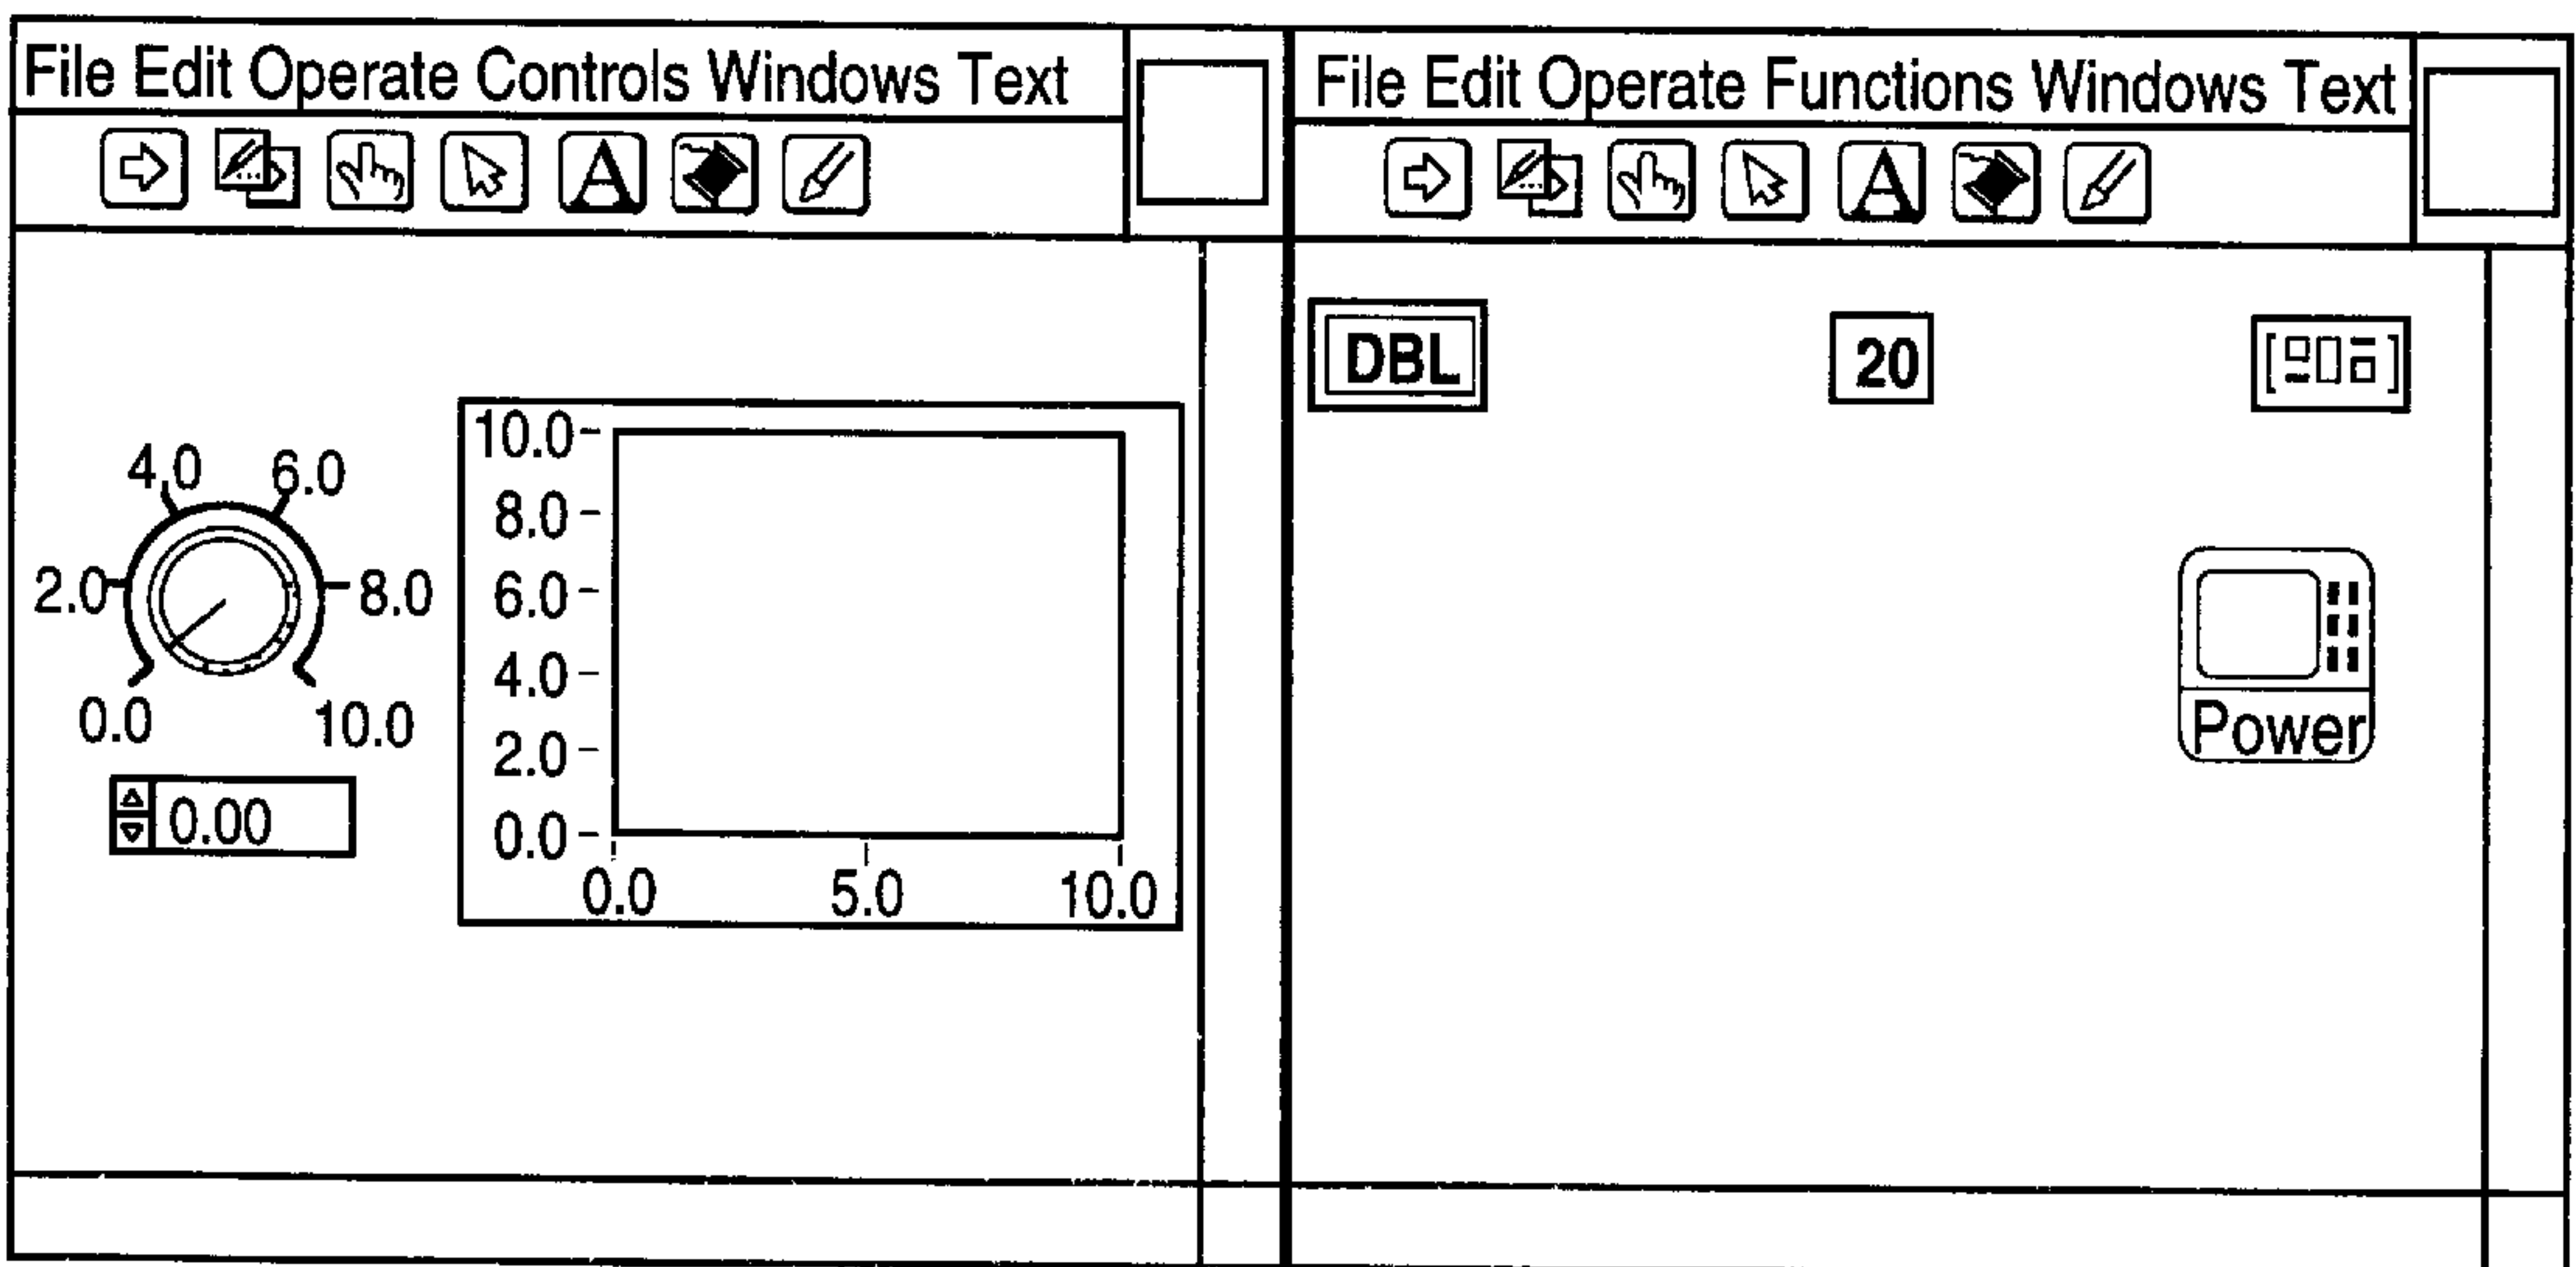 File Edit Operate Controls Windows Text
A
4.0 6.0
2.0 8.0
0.0 10.0
0.00
10.0
8.0
6.0
4.0
2.0
0.0
0.0 5.0 10.0
File Edit Operate Functions Windows Text
A
DBL
20
Power